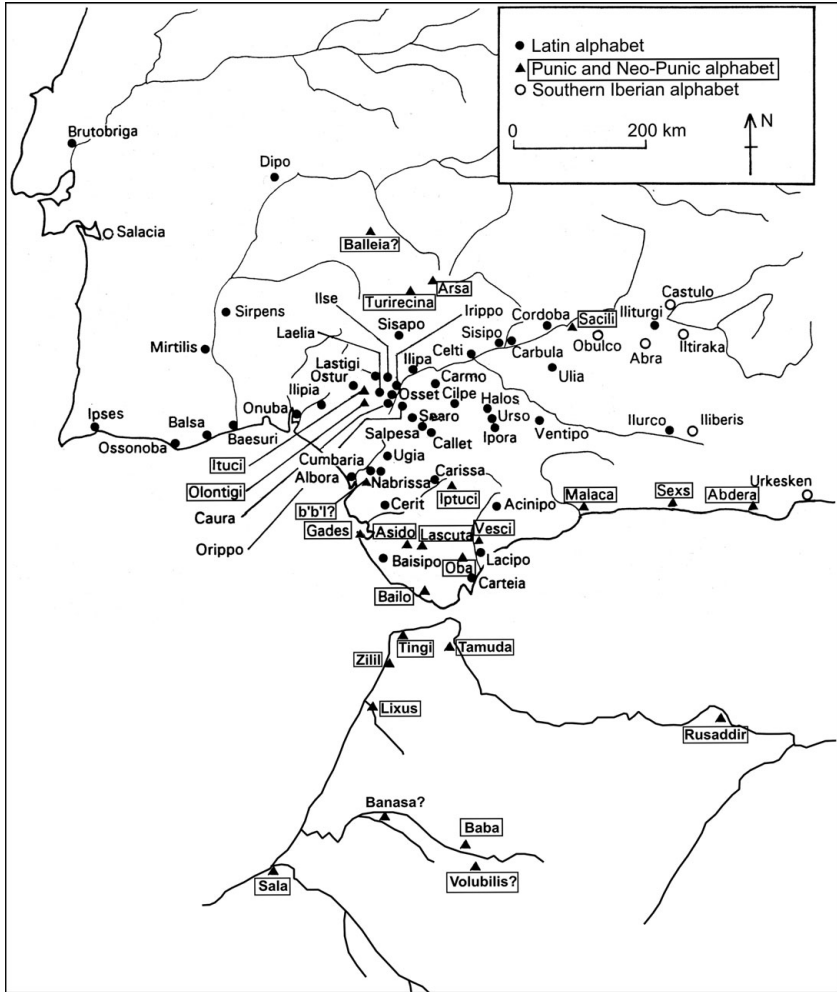 Latin alphabet
Punic and Neo-Punic alphabet
Southern Iberian alphabet
0 200 km
N
Brutobriga
Dipo
Salacia
Balleia?
Arsa
Turirecina
Castulo
Ilse
Irippo
Cordoba
Sacili
Iliturgi
Sirpens
Laelia
Sisapo
Sisipo
Obulco
Iltiraka
Mirtilis
Celti
Carbula
Abra
Lastigi
Ilipa
Ostur
Carmo
Ulia
Ilipia
Osset
Cilpe
Halos
Onuba
Searo
Urso
Ipses
Balsa
Salpesa
Ipora
Ventipo
Ilurco
Iliberis
Ossonoba
Baesuri
Callet
Ituci
Cumbaria
Ugia
Albora
Nabrissa
Carissa
Urkesken
Olontigi
Iptuci
Malaca
Sexs
Abdera
Caura
b'b'l?
Cerit
Acinipo
Gades
Asido
Lascuta
Vesci
Orippo
Baisipo
Oba
Lacipo
Carteia
Bailo
Tingi
Tamuda
Zilil
Lixus
Rusaddir
Banasa?
Baba
Sala
Volubilis?